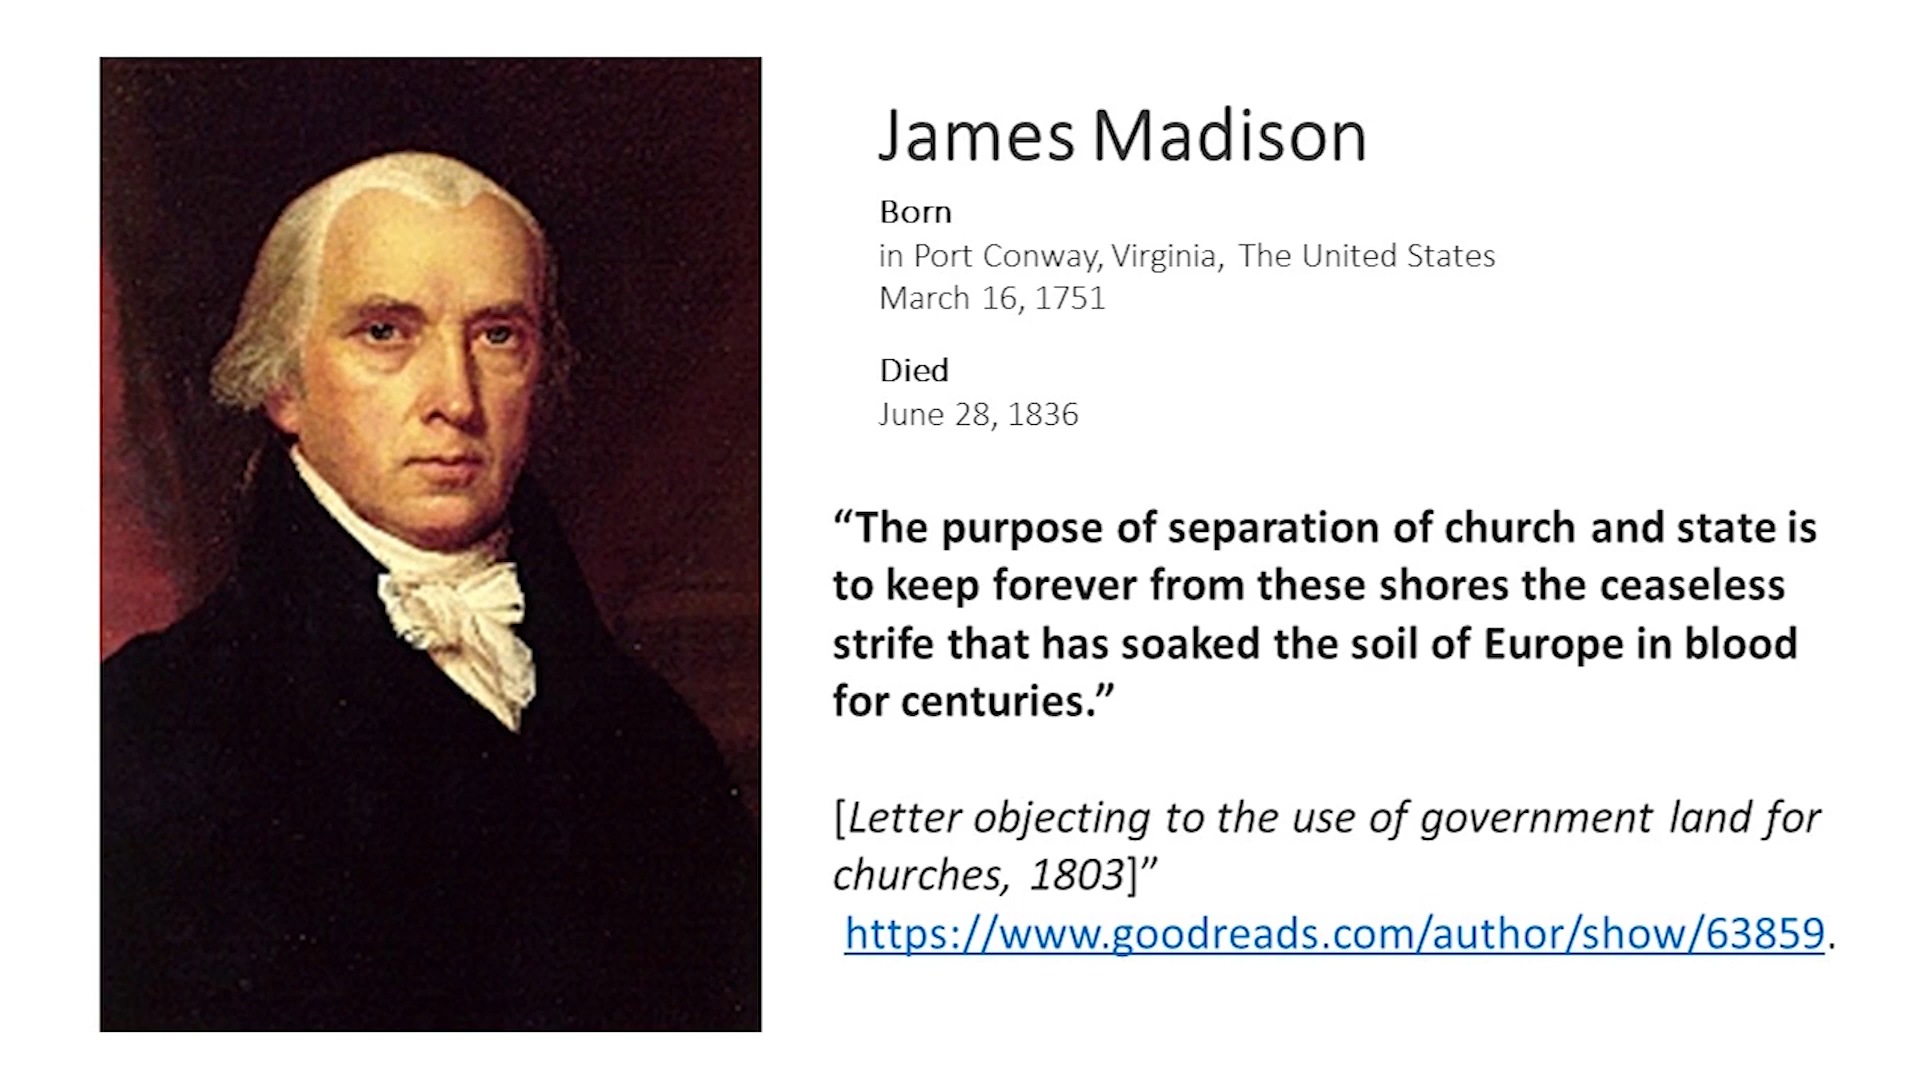 James Madison
Born
in Port Conway, Virginia, The United States
March 16, 1751
Died
June 28, 1836
“The purpose of separation of church and state is
to keep forever from these shores the ceaseless
strife that has soaked the soil of Europe in blood
for centuries.”
[Letter objecting to the use of government land for
churches, 1803]”
https://www.goodreads.com/author/show/63859.